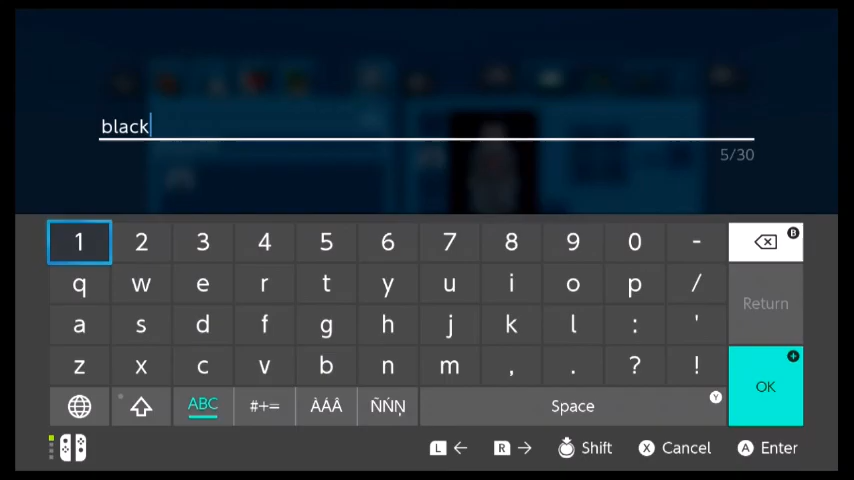 black
5/30
1 2 3 4 5 6 7 8 9 0 - B
q w e r t y u i o p / Return
a s d f g h j k l : '
z x c v b n m , . ? ! + OK
ABC #+= ÀÁÂ ÑŃŅ Space Y
L ← R → Shift X Cancel A Enter